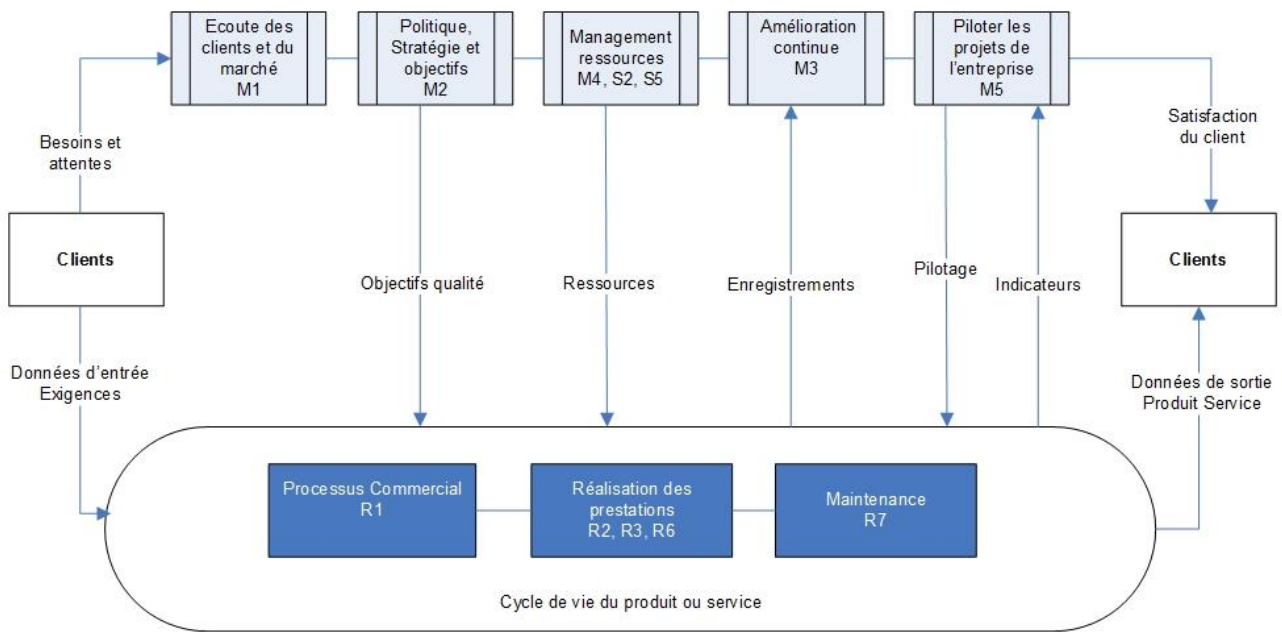 Ecoute des
clients et du
marché
M1
Politique,
Stratégie et
objectifs
M2
Management
ressources
M4, S2, S5
Amélioration
continue
M3
Piloter les
projets de
l'entreprise
M5
Besoins et
attentes
Satisfaction
du client
Clients
Clients
Objectifs qualité
Ressources
Enregistrements
Pilotage
Indicateurs
Données d'entrée
Exigences
Données de sortie
Produit Service
Processus Commercial
R1
Réalisation des
prestations
R2, R3, R6
Maintenance
R7
Cycle de vie du produit ou service